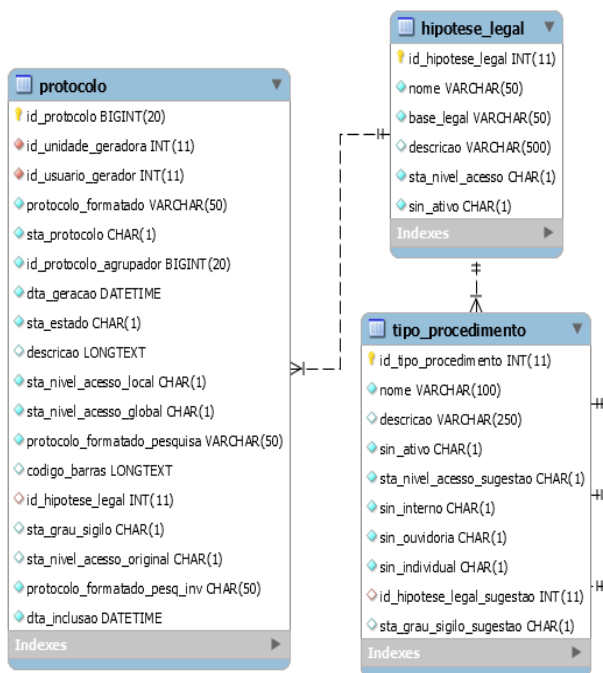 protocolo
id_protocolo BIGINT(20)
id_unidade_geradora INT(11)
id_usuario_gerador INT(11)
protocolo_formatado VARCHAR(50)
sta_protocolo CHAR(1)
id_protocolo_agrupador BIGINT(20)
dta_geracao DATETIME
sta_estado CHAR(1)
descricao LONGTEXT
sta_nivel_acesso_local CHAR(1)
sta_nivel_acesso_global CHAR(1)
protocolo_formatado_pesquisa VARCHAR(50)
codigo_barras LONGTEXT
id_hipotese_legal INT(11)
sta_grau_sigilo CHAR(1)
sta_nivel_acesso_original CHAR(1)
protocolo_formatado_pesq_inv CHAR(50)
dta_inclusao DATETIME
Indexes
hipotese_legal
id_hipotese_legal INT(11)
nome VARCHAR(50)
base_legal VARCHAR(50)
descricao VARCHAR(500)
sta_nivel_acesso CHAR(1)
sin_ativo CHAR(1)
Indexes
tipo_procedimento
id_tipo_procedimento INT(11)
nome VARCHAR(100)
descricao VARCHAR(250)
sin_ativo CHAR(1)
sta_nivel_acesso_sugestao CHAR(1)
sin_interno CHAR(1)
sin_ouvidoria CHAR(1)
sin_individual CHAR(1)
id_hipotese_legal_sugestao INT(11)
sta_grau_sigilo_sugestao CHAR(1)
Indexes